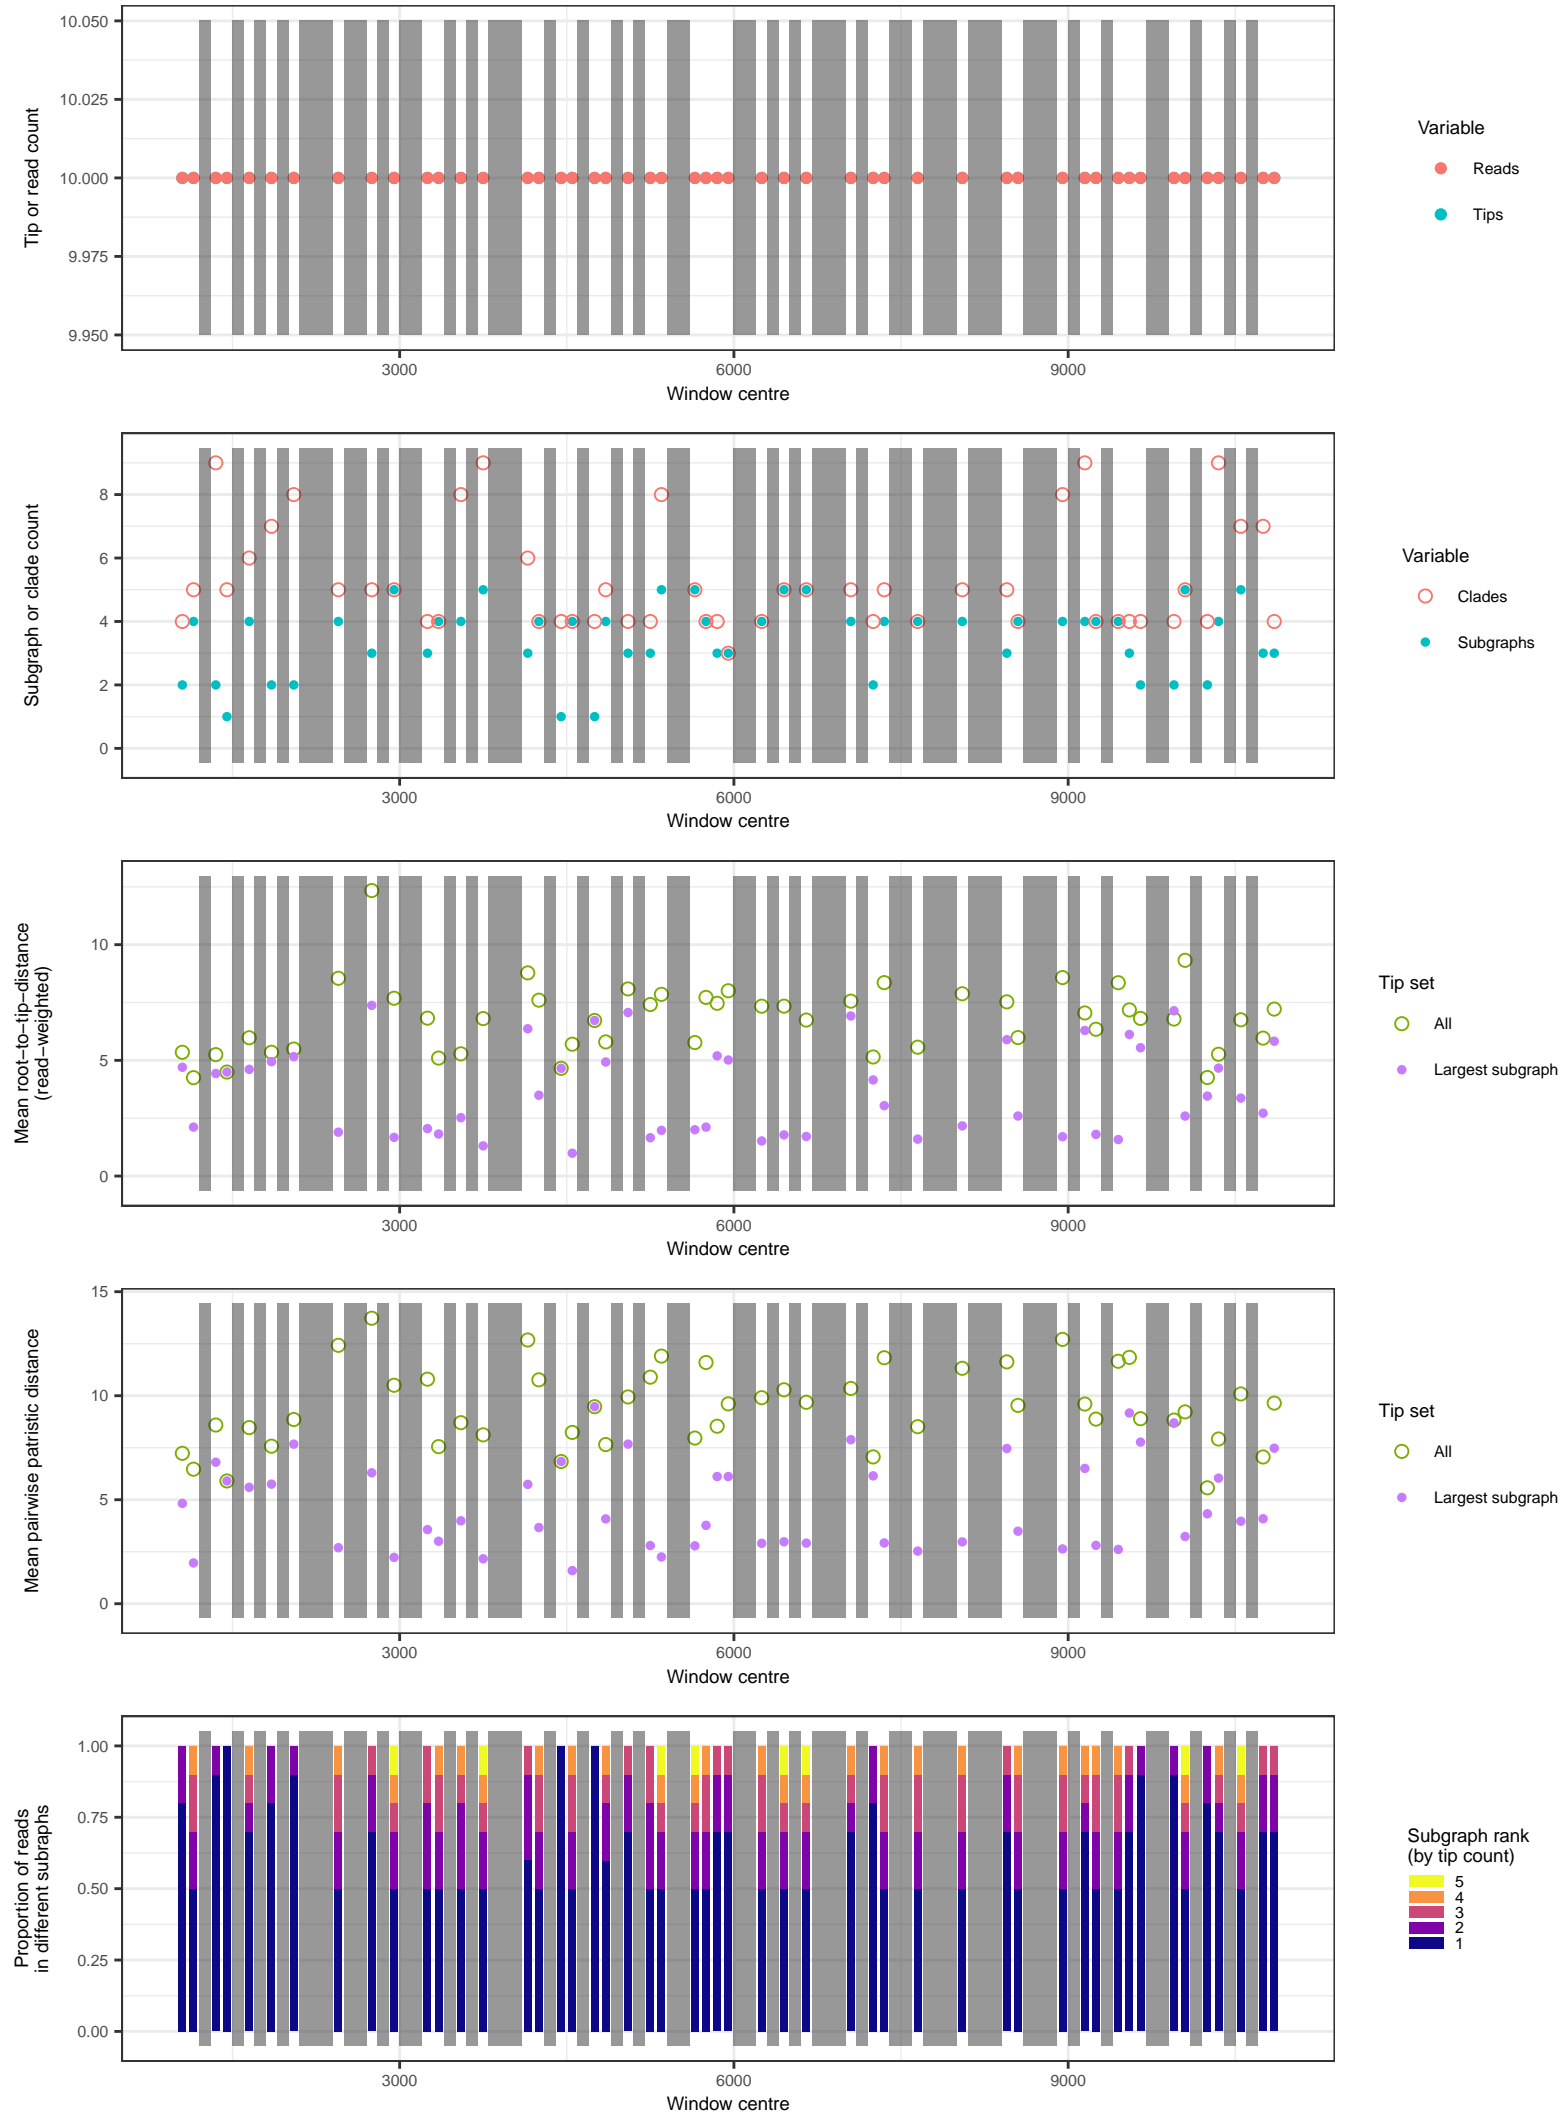 Tip or read count
10.050
10.025
10.000
9.975
9.950
3000
6000
9000
Window centre
Variable
Reads
Tips
Subgraph or clade count
8
6
4
2
0
3000
6000
9000
Window centre
Variable
Clades
Subgraphs
Mean root−to−tip−distance
(read−weighted)
10
5
0
3000
6000
9000
Window centre
Tip set
All
Largest subgraph
Mean pairwise patristic distance
15
10
5
0
3000
6000
9000
Window centre
Tip set
All
Largest subgraph
Proportion of reads
in different subraphs
1.00
0.75
0.50
0.25
0.00
3000
6000
9000
Window centre
Subgraph rank
(by tip count)
5
4
3
2
1